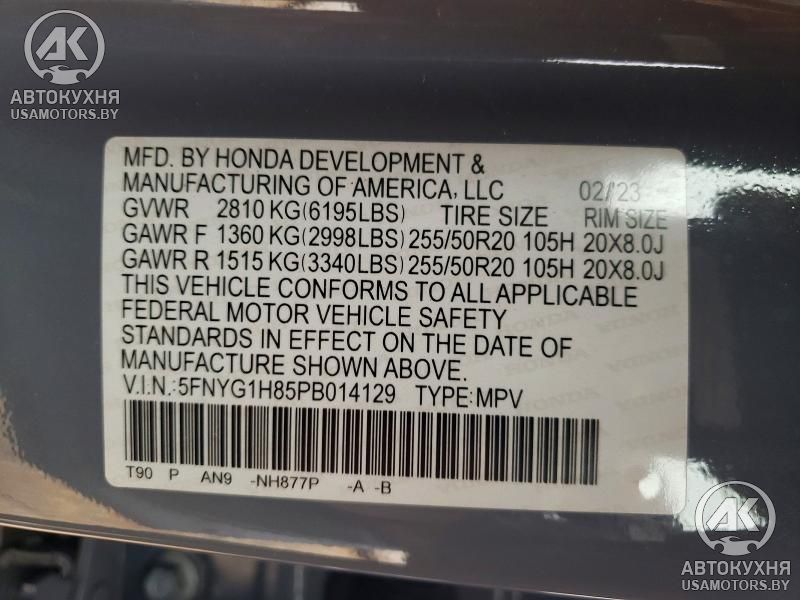 АК
АВТОКУХНЯ
USAMOTORS.BY
MFD. BY HONDA DEVELOPMENT &
MANUFACTURING OF AMERICA, LLC 02/23
GVWR 2810 KG(6195LBS) TIRE SIZE RIM SIZE
GAWR F 1360 KG(2998LBS) 255/50R20 105H 20X8.0J
GAWR R 1515 KG(3340LBS) 255/50R20 105H 20X8.0J
THIS VEHICLE CONFORMS TO ALL APPLICABLE
FEDERAL MOTOR VEHICLE SAFETY
STANDARDS IN EFFECT ON THE DATE OF
MANUFACTURE SHOWN ABOVE.
V.I.N.:5FNYG1H85PB014129 TYPE:MPV
T90 P AN9 -NH877P -A -B
АК
АВТОКУХНЯ
USAMOTORS.BY